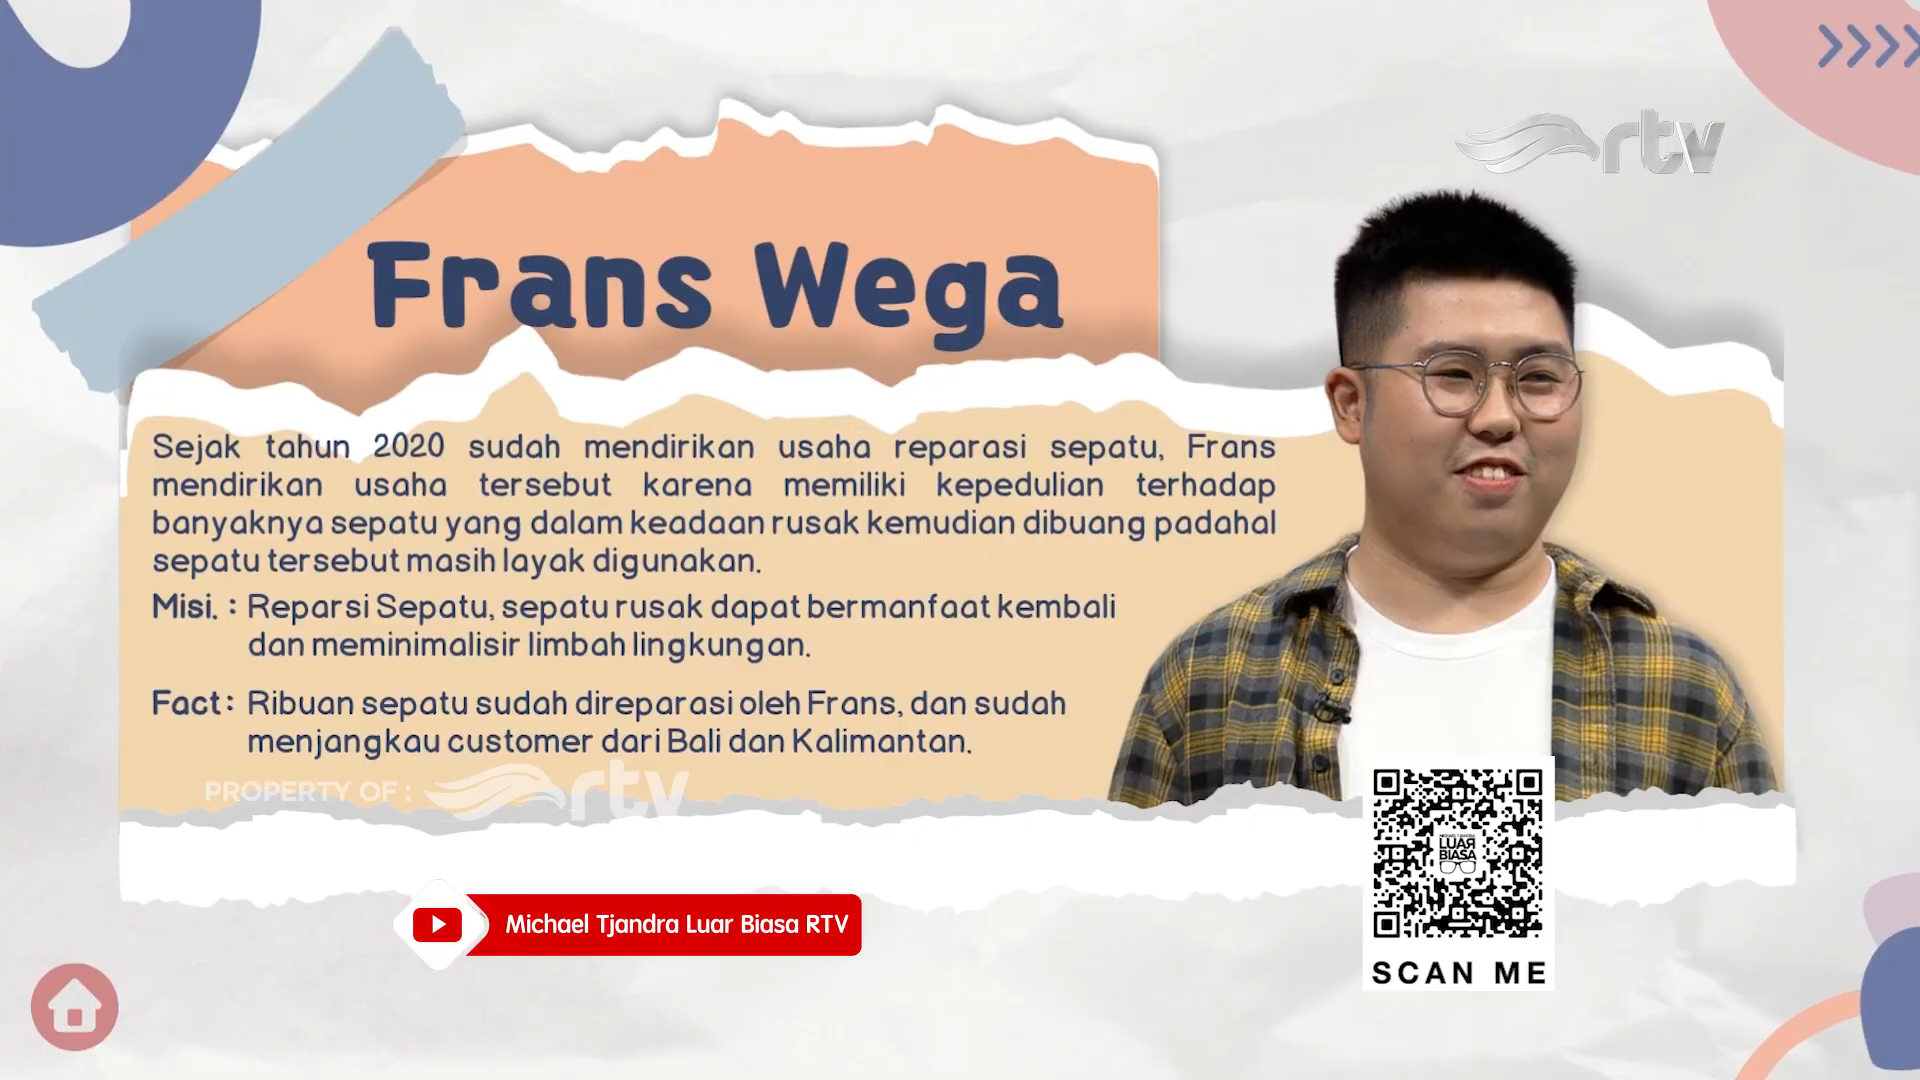 rtv
Frans Wega
Sejak tahun 2020 sudah mendirikan usaha reparasi sepatu, Frans
mendirikan usaha tersebut karena memiliki kepedulian terhadap
banyaknya sepatu yang dalam keadaan rusak kemudian dibuang padahal
sepatu tersebut masih layak digunakan.
Misi. : Reparsi Sepatu, sepatu rusak dapat bermanfaat kembali
dan meminimalisir limbah lingkungan.
Fact : Ribuan sepatu sudah direparasi oleh Frans, dan sudah
menjangkau customer dari Bali dan Kalimantan.
PROPERTY OF : rtv
MICHAEL TJANDRA
LUAR
BIASA
Michael Tjandra Luar Biasa RTV
SCAN ME